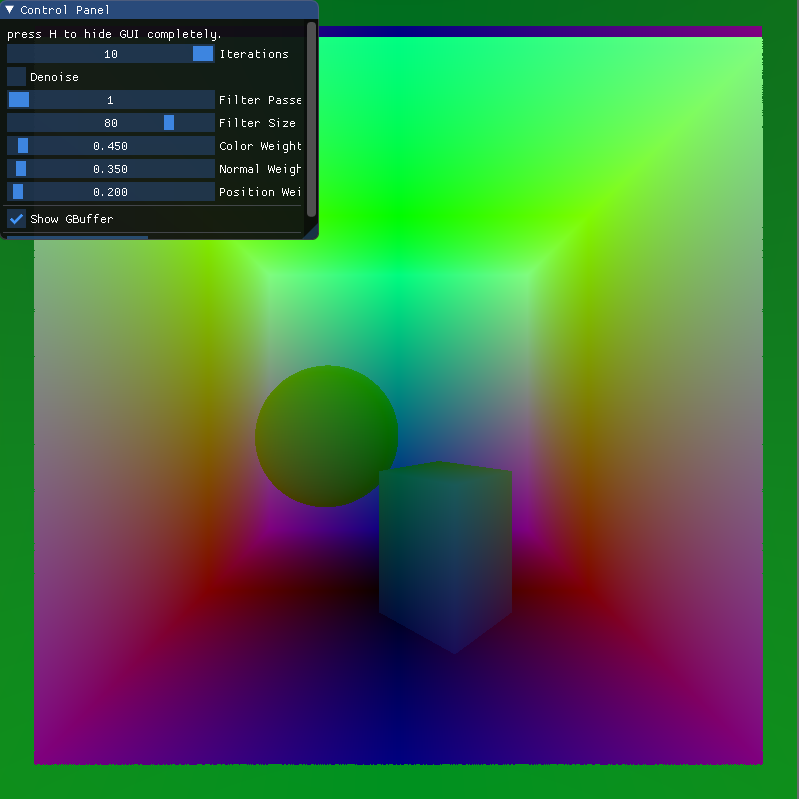 Control Panel
press H to hide GUI completely.
10 Iterations
Denoise
1 Filter Passe
80 Filter Size
0.450 Color Weight
0.350 Normal Weigh
0.200 Position Wei
Show GBuffer